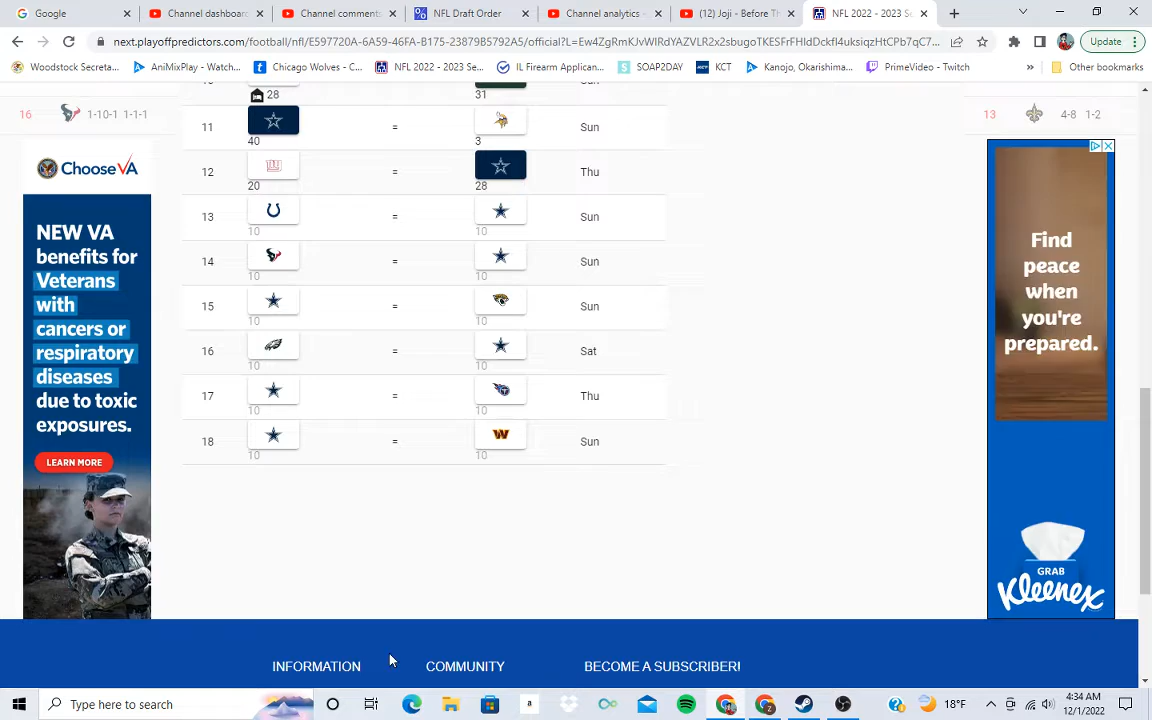 Google
Channel dashboar
Channel comment
NFL Draft Order
Channel analytics -
(12) Joji - Before Th
NFL 2022 - 2023 Se
next.playoffpredictors.com/football/nfl/E597720A-6A59-46FA-B175-23879B5792A5/official?L=Ew4ZgRmKJvWIRdYAZVLR2x2sbugoTKESFrFHIdDckfl4uksiqzHtCPb7qC7...
Update
Woodstock Secreta...
AniMixPlay - Watch...
Chicago Wolves - C...
NFL 2022 - 2023 Se...
IL Firearm Applican...
SOAP2DAY
KCT
Kanojo, Okarishima...
PrimeVideo - Twitch
»
Other bookmarks
28 31 Sun
16 1-10-1 1-1-1
13 4-8 1-2
11 = Sun
40 3
12 = Thu
20 28
13 = Sun
10 10
14 = Sun
10 10
15 = Sun
10 10
16 = Sat
10 10
17 = Thu
10 10
18 = W Sun
10 10
Choose VA
NEW VA
benefits for
Veterans
with
cancers or
respiratory
diseases
due to toxic
exposures.
LEARN MORE
Find
peace
when
you're
prepared.
GRAB
Kleenex
INFORMATION
COMMUNITY
BECOME A SUBSCRIBER!
Type here to search
a
2
18°F
4:34 AM
12/1/2022